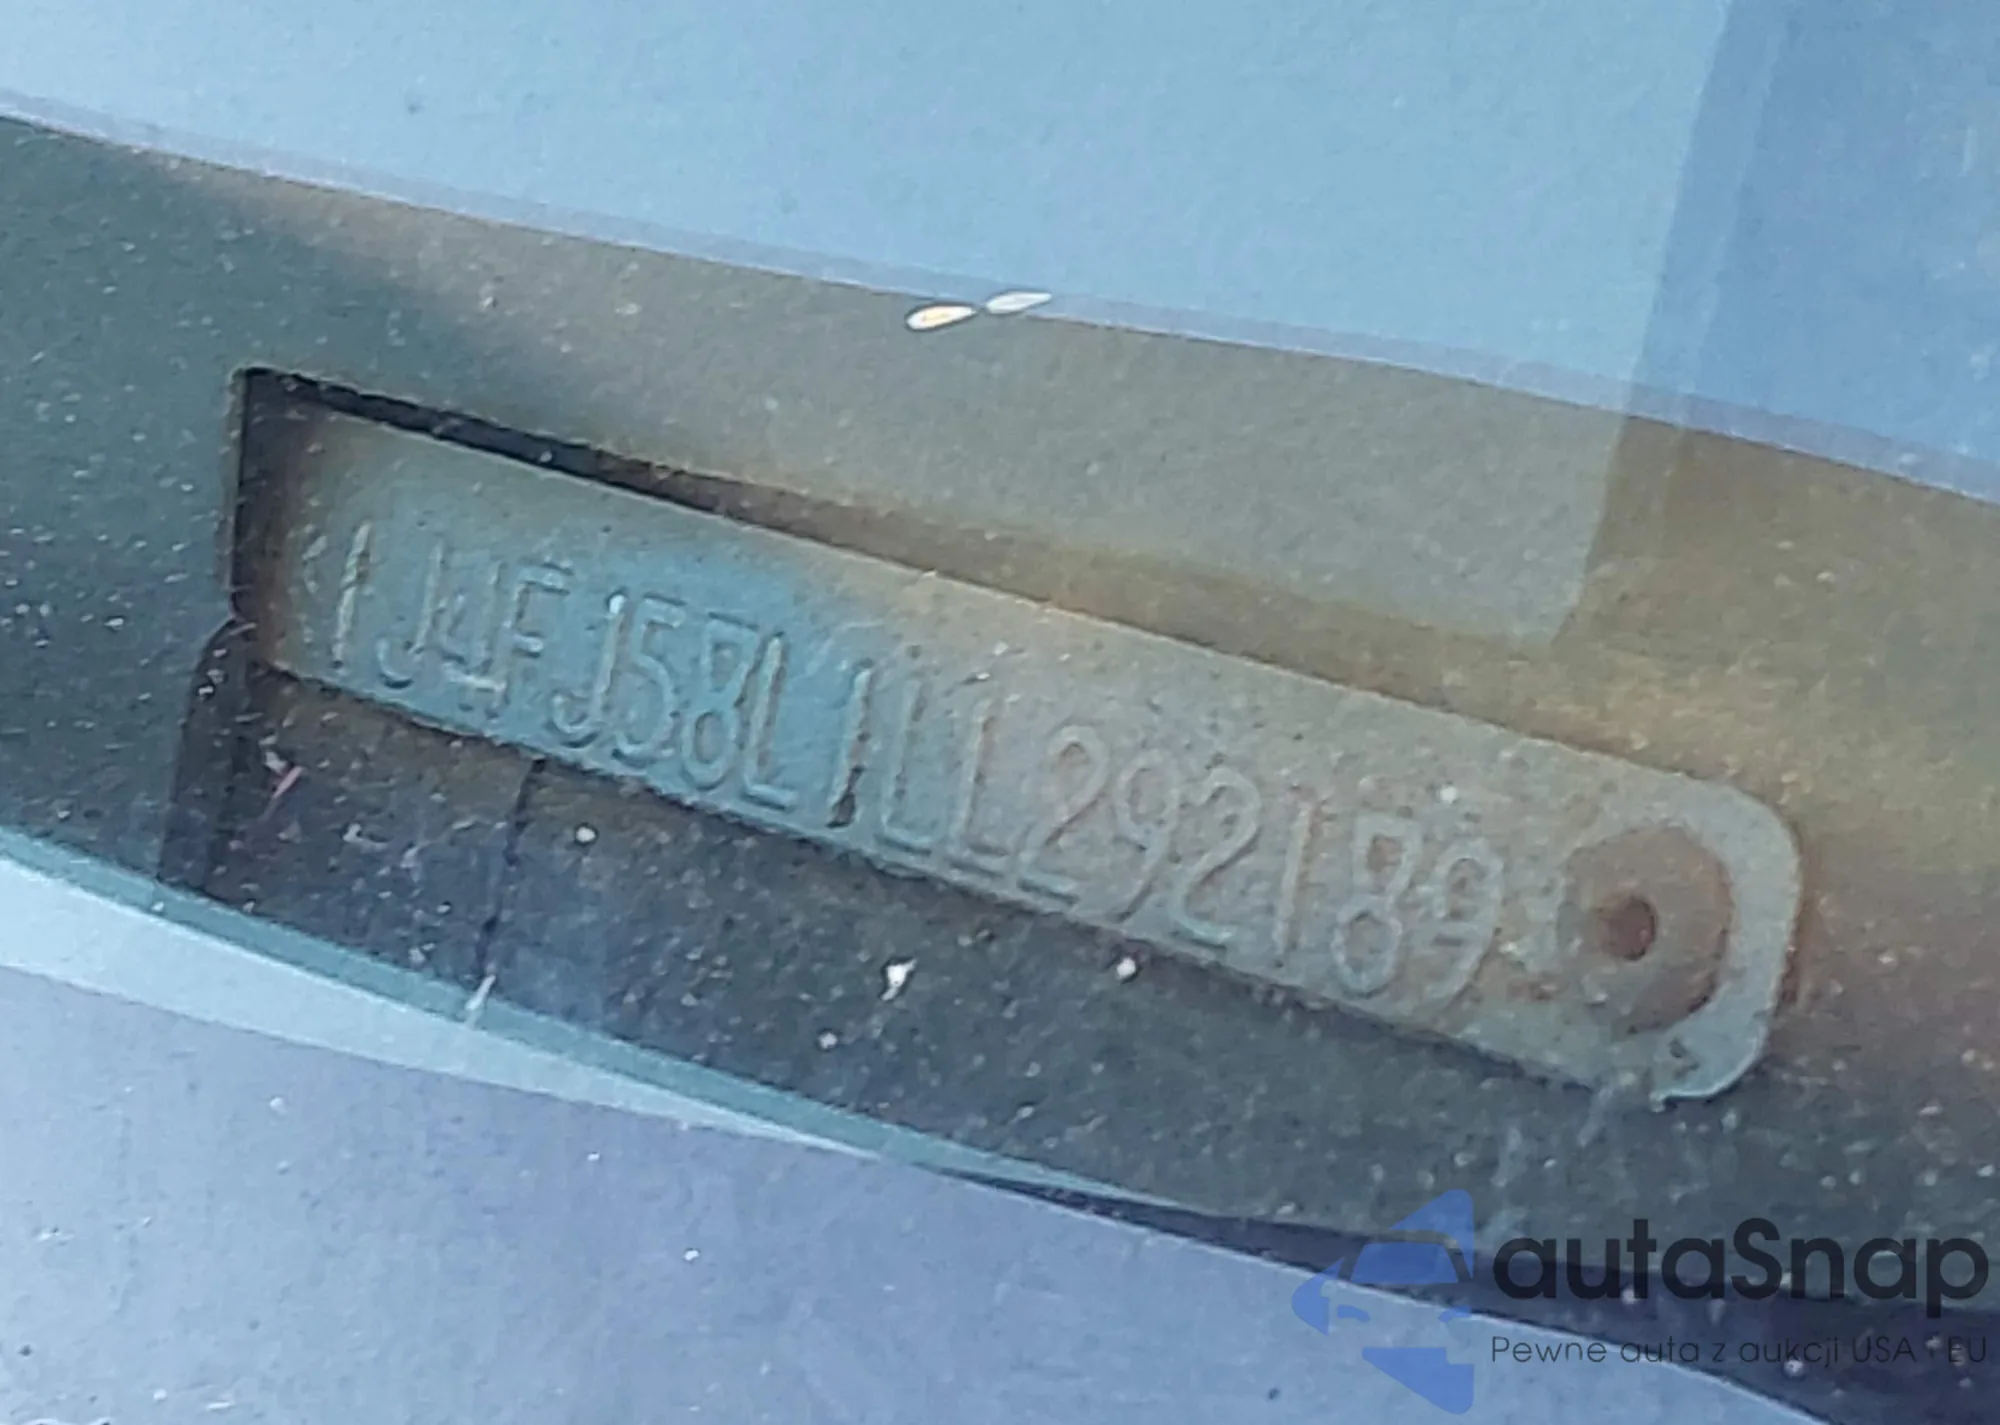 1J4FJ58L1LL292189
autaSnap
Pewne auta z aukcji USA i EU